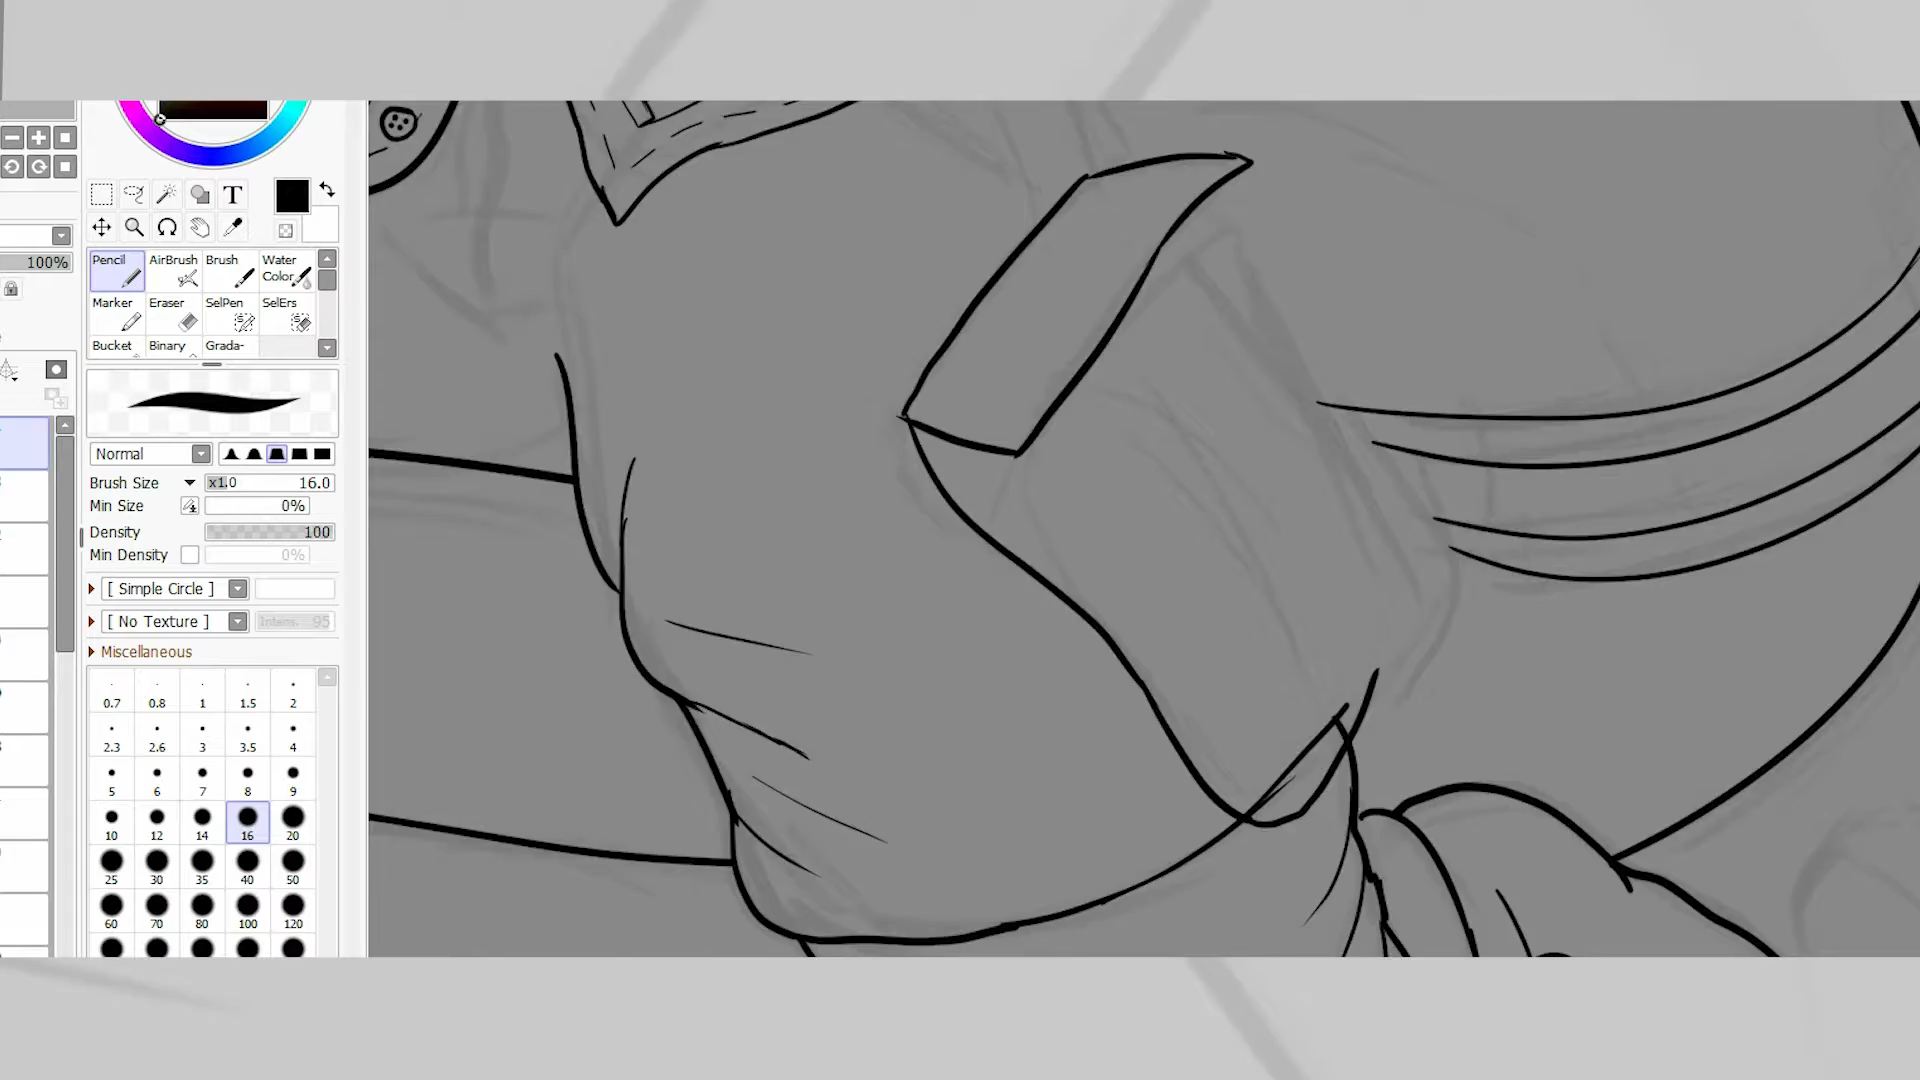 100%
T
Pencil AirBrush Brush Water Color
Marker Eraser SelPen SelErs
Bucket Binary Grada-
Normal
Brush Size x1.0 16.0
Min Size 0%
Density 100
Min Density 0%
[ Simple Circle ]
[ No Texture ] Intens. 95
Miscellaneous
0.7 0.8 1 1.5 2
2.3 2.6 3 3.5 4
5 6 7 8 9
10 12 14 16 20
25 30 35 40 50
60 70 80 100 120